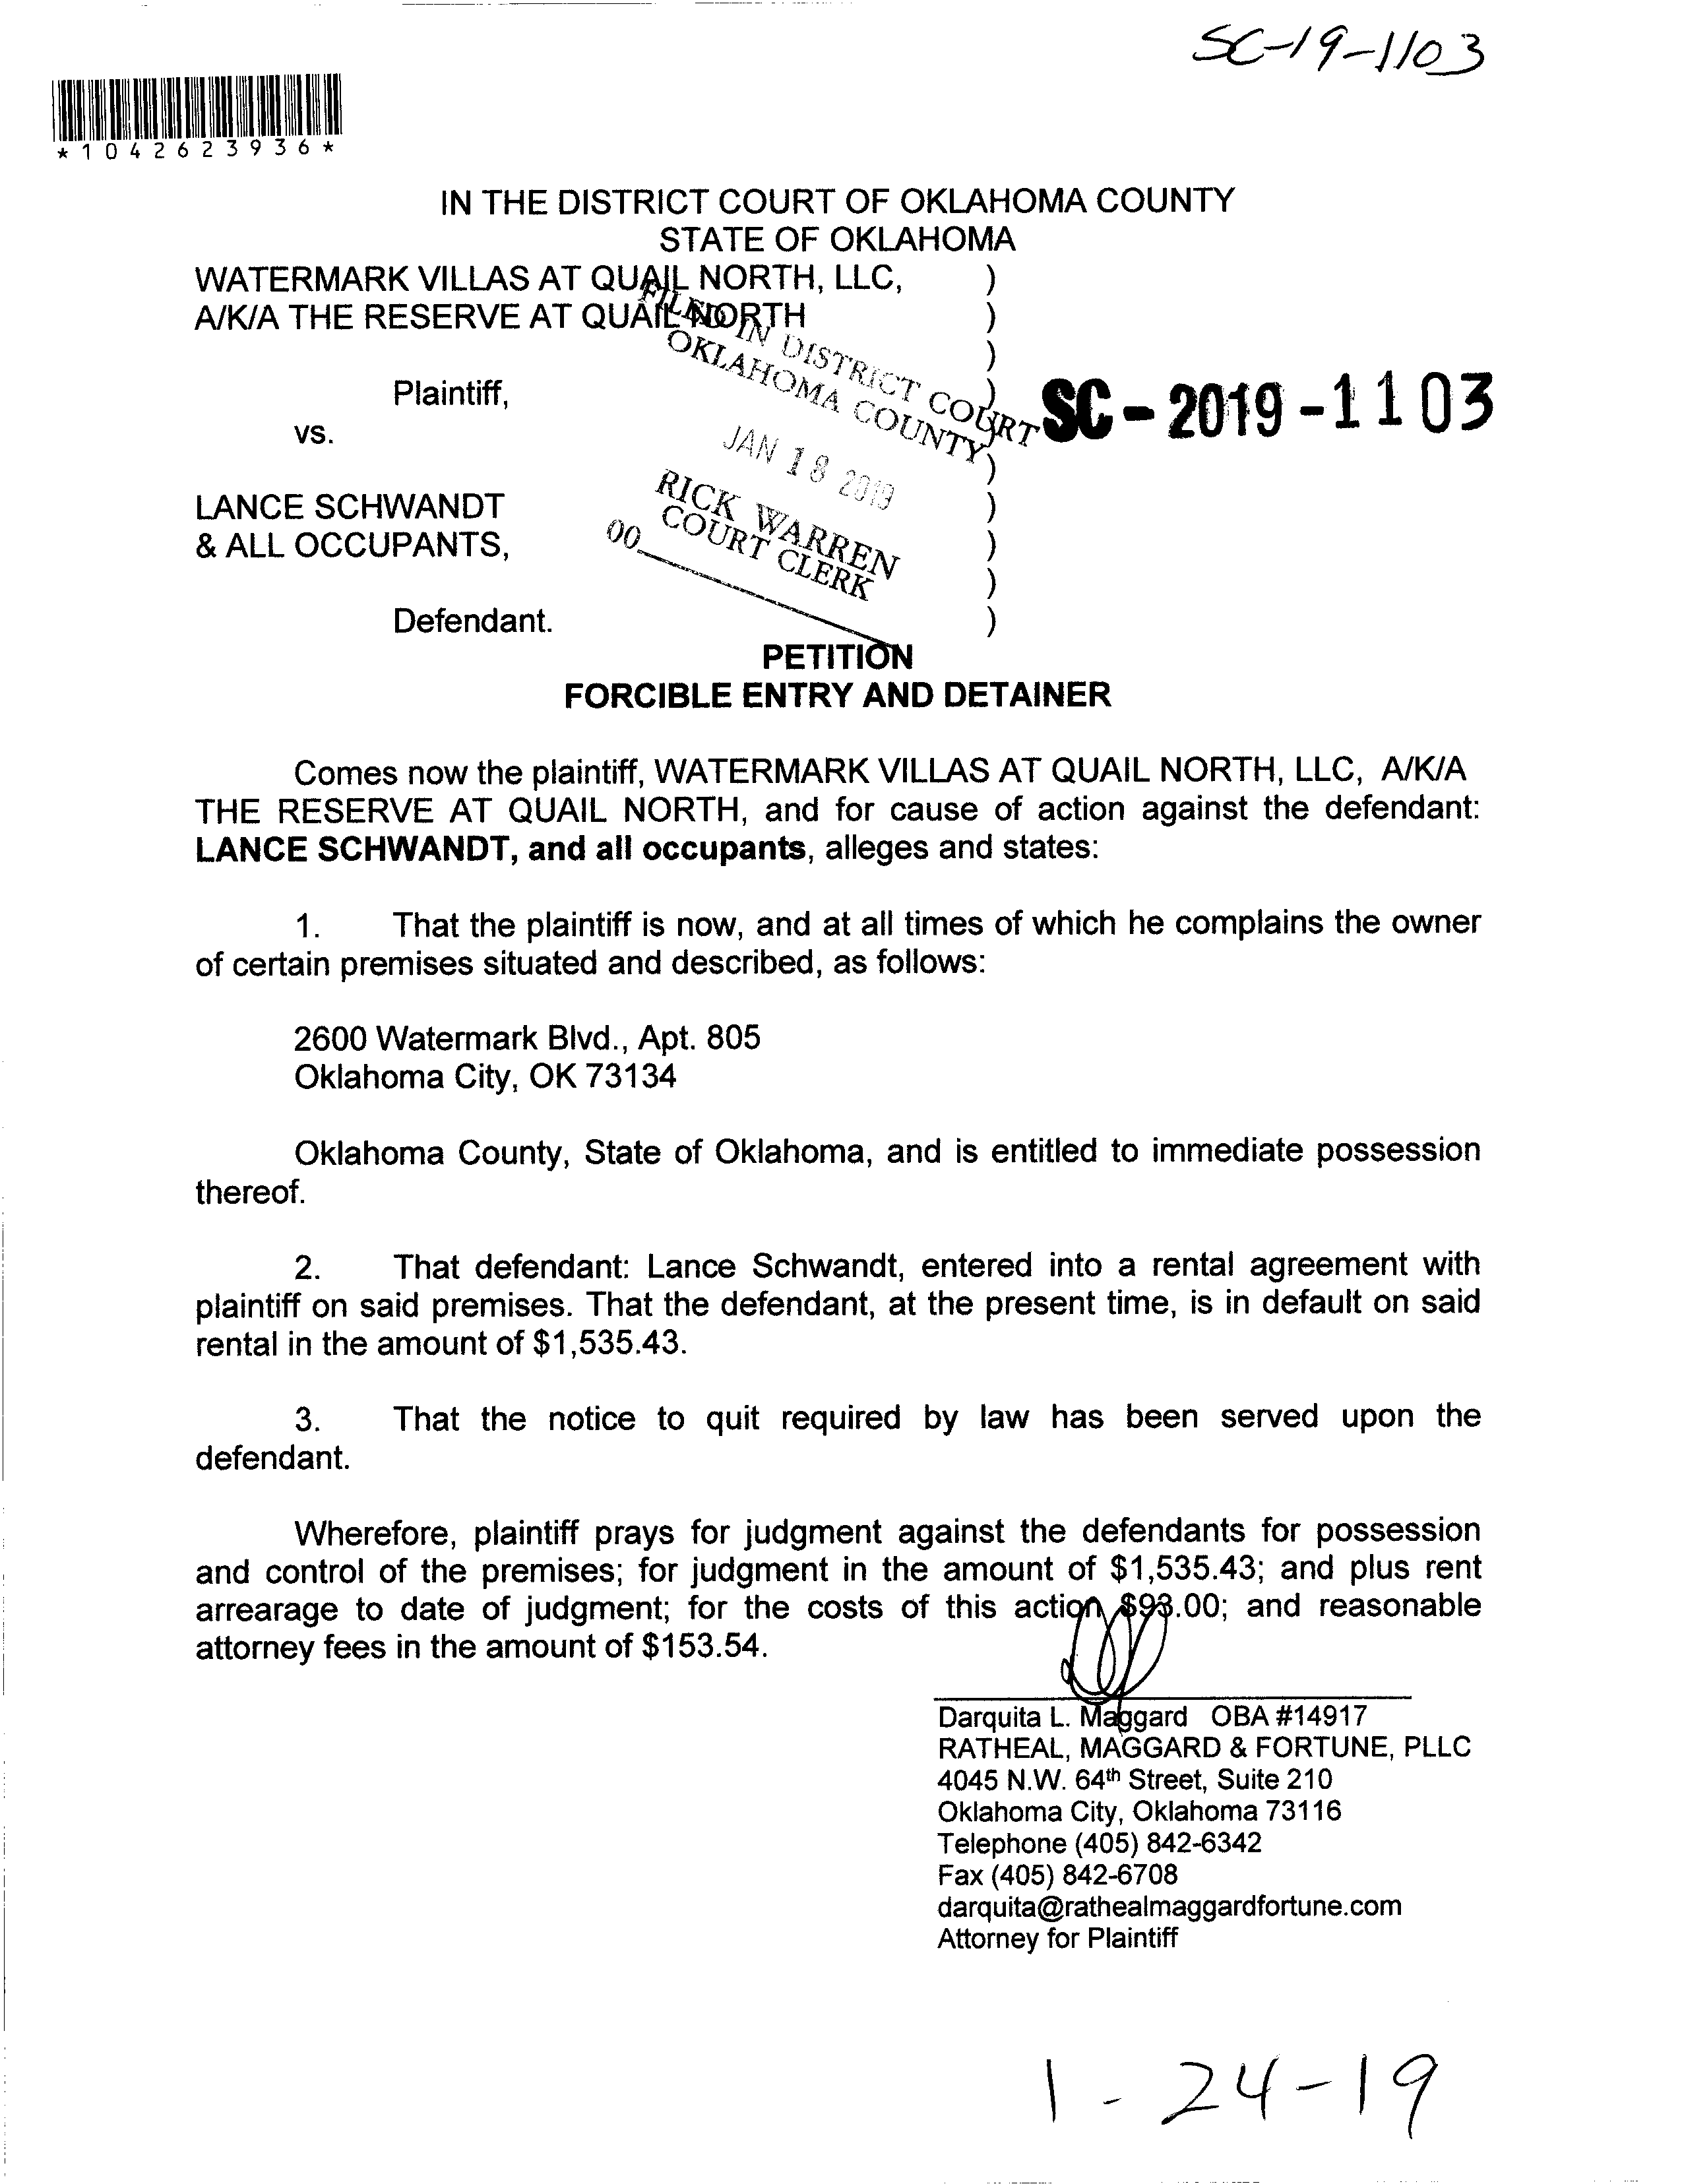 SC-19-1103
*1042623936*
IN THE DISTRICT COURT OF OKLAHOMA COUNTY
STATE OF OKLAHOMA
WATERMARK VILLAS AT QUAIL NORTH, LLC, )
A/K/A THE RESERVE AT QUAIL NORTH )
)
Plaintiff, )
vs.
)
LANCE SCHWANDT )
& ALL OCCUPANTS, )
)
Defendant. )
FILED IN DISTRICT COURT
OKLAHOMA COUNTY
JAN 18 2019
RICK WARREN
COURT CLERK
00
SC - 2019 - 1103
PETITION
FORCIBLE ENTRY AND DETAINER
Comes now the plaintiff, WATERMARK VILLAS AT QUAIL NORTH, LLC, A/K/A
THE RESERVE AT QUAIL NORTH, and for cause of action against the defendant:
LANCE SCHWANDT, and all occupants, alleges and states:
1. That the plaintiff is now, and at all times of which he complains the owner
of certain premises situated and described, as follows:
2600 Watermark Blvd., Apt. 805
Oklahoma City, OK 73134
Oklahoma County, State of Oklahoma, and is entitled to immediate possession
thereof.
2. That defendant: Lance Schwandt, entered into a rental agreement with
plaintiff on said premises. That the defendant, at the present time, is in default on said
rental in the amount of $1,535.43.
3. That the notice to quit required by law has been served upon the
defendant.
Wherefore, plaintiff prays for judgment against the defendants for possession
and control of the premises; for judgment in the amount of $1,535.43; and plus rent
arrearage to date of judgment; for the costs of this action $93.00; and reasonable
attorney fees in the amount of $153.54.
Darquita L. Maggard OBA #14917
RATHEAL, MAGGARD & FORTUNE, PLLC
4045 N.W. 64th Street, Suite 210
Oklahoma City, Oklahoma 73116
Telephone (405) 842-6342
Fax (405) 842-6708
darquita@rathealmaggardfortune.com
Attorney for Plaintiff
1-24-19